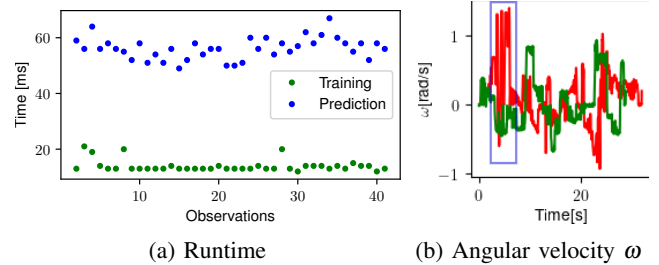 60
40
20
Time [ms]
Training
Prediction
10
20
30
40
Observations
(a) Runtime
1
0
−1
ω[rad/s]
0
20
Time[s]
(b) Angular velocity ω